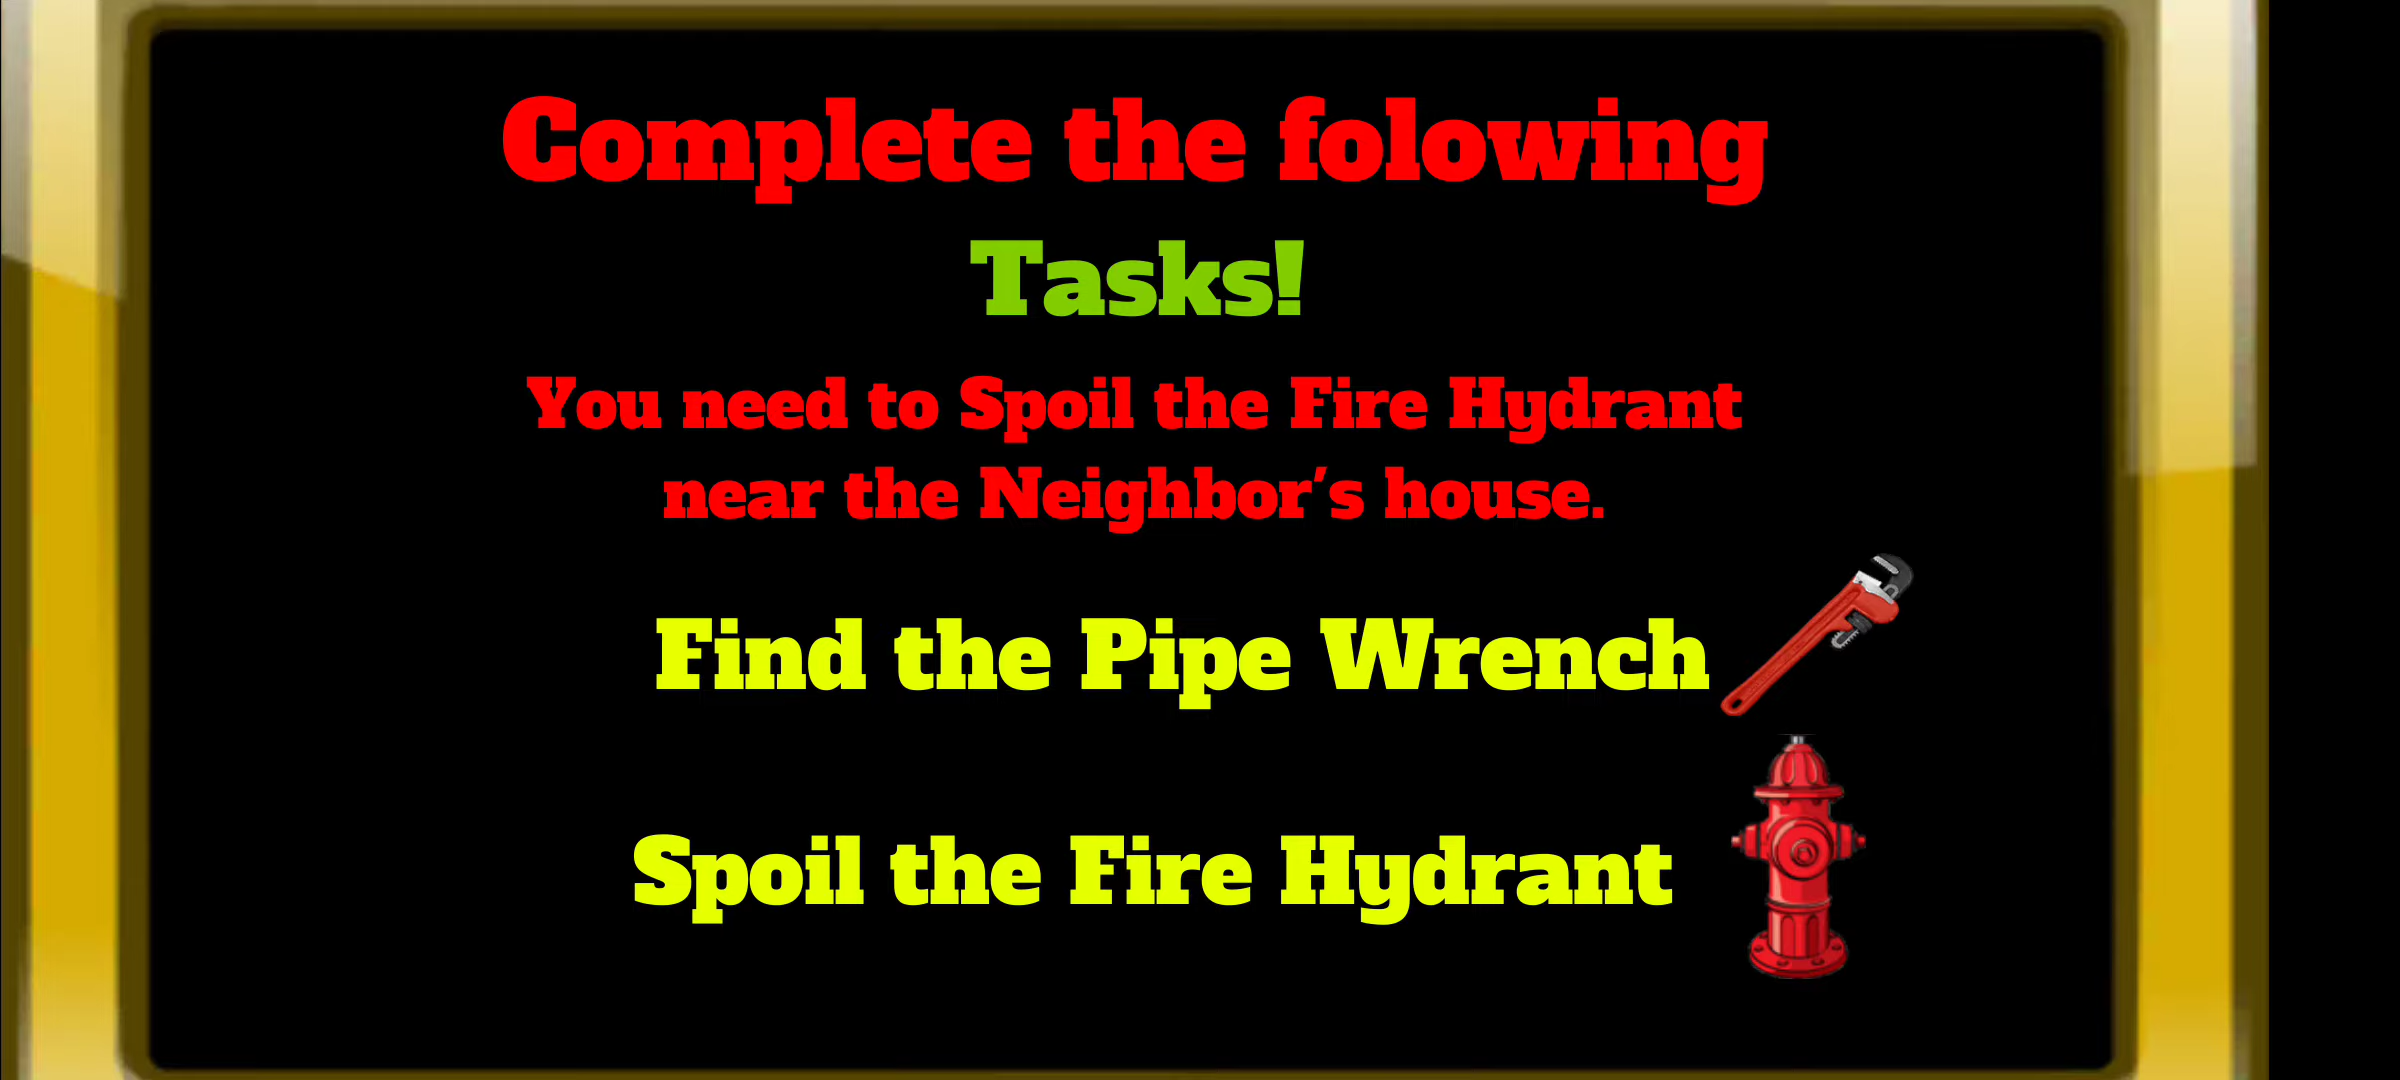 Complete the folowing
Tasks!
You need to Spoil the Fire Hydrant
near the Neighbor's house.
Find the Pipe Wrench
Spoil the Fire Hydrant